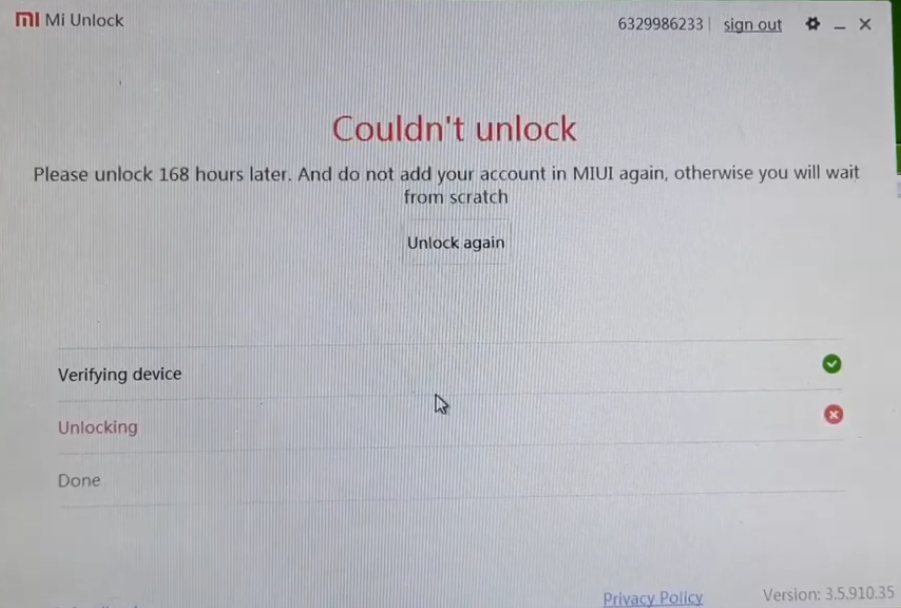 mi Mi Unlock
6329986233 | sign out
Couldn't unlock
Please unlock 168 hours later. And do not add your account in MIUI again, otherwise you will wait
from scratch
Unlock again
Verifying device
Unlocking
Done
Privacy Policy
Version: 3.5.910.35